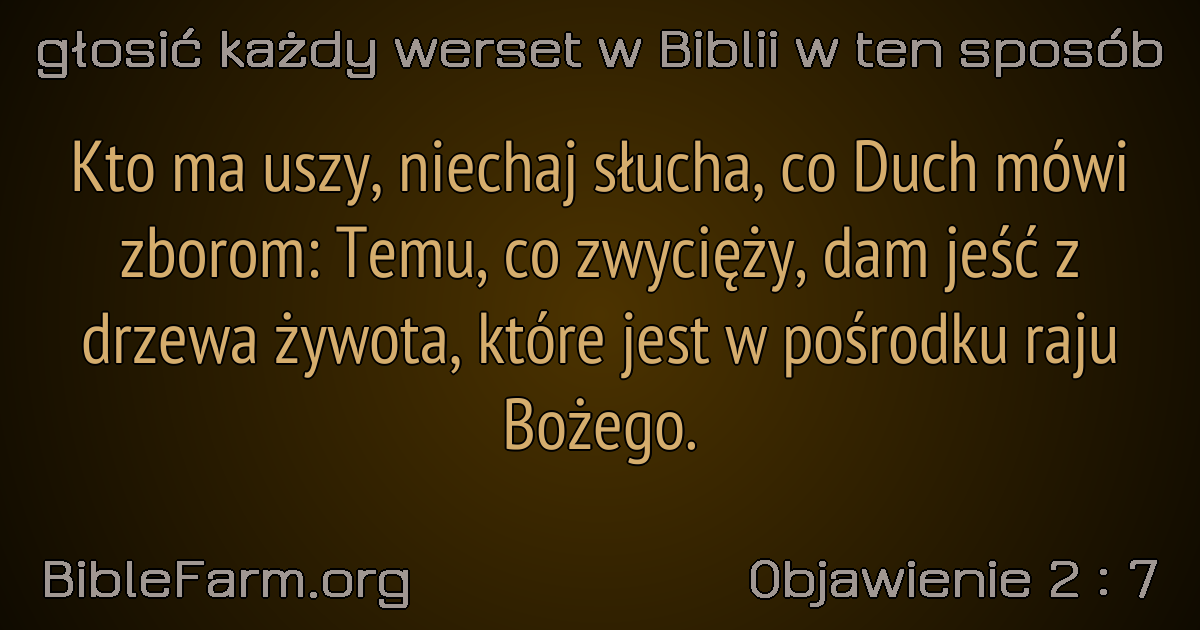 głosić każdy werset w Biblii w ten sposób
Kto ma uszy, niechaj słucha, co Duch mówi
zborom: Temu, co zwycięży, dam jeść z
drzewa żywota, które jest w pośrodku raju
Bożego.
BibleFarm.org
Objawienie 2 : 7